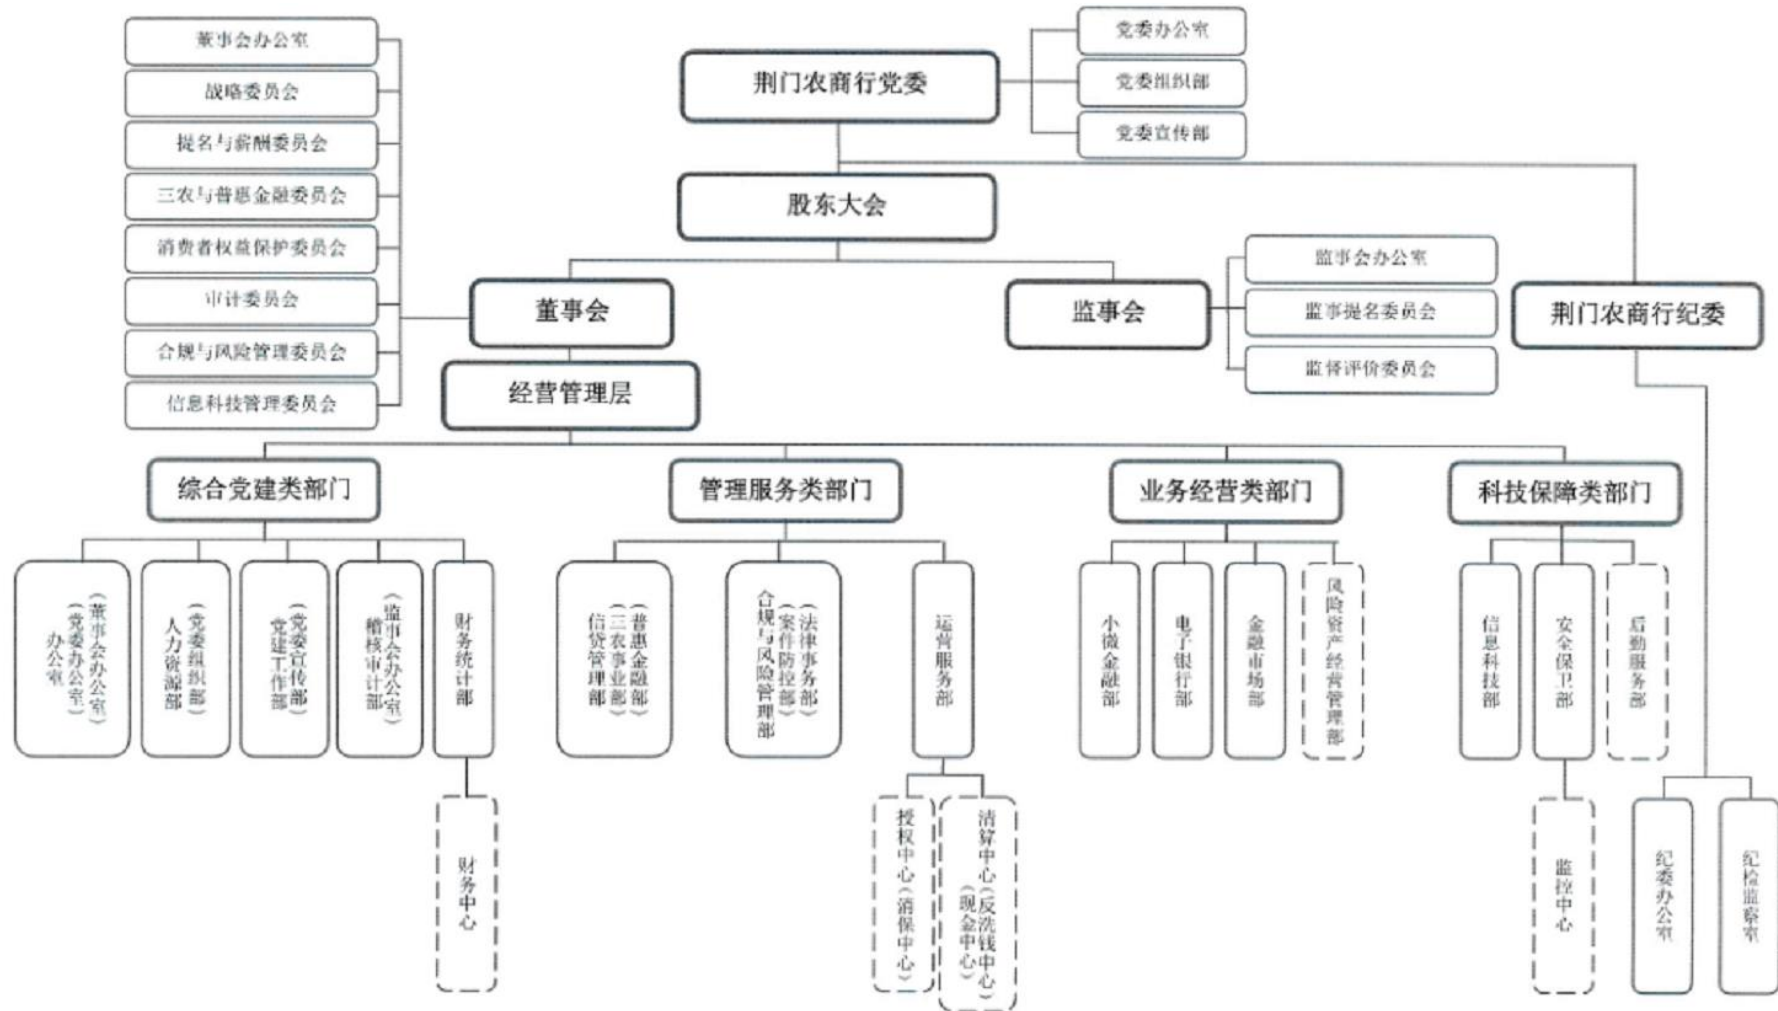 董事会办公室
战略委员会
提名与薪酬委员会
三农与普惠金融委员会
消费者权益保护委员会
审计委员会
合规与风险管理委员会
信息科技管理委员会
荆门农商行党委
党委办公室
党委组织部
党委宣传部
股东大会
董事会
监事会
监事会办公室
监事提名委员会
监督评价委员会
荆门农商行纪委
经营管理层
综合党建类部门
管理服务类部门
业务经营类部门
科技保障类部门
(董事会办公室)
(党委办公室)
办公室
(党委组织部)
人力资源部
(党委宣传部)
党建工作部
(监事会办公室)
稽核审计部
财务统计部
(普惠金融部)
(三农事业部)
信贷管理部
(法律事务部)
(案件防控部)
合规与风险管理部
运营服务部
小微金融部
电子银行部
金融市场部
风险资产经营管理部
信息科技部
安全保卫部
后勤服务部
财务中心
授权中心(消保中心)
清算中心(反洗钱中心)
(现金中心)
监控中心
纪委办公室
纪检监察室